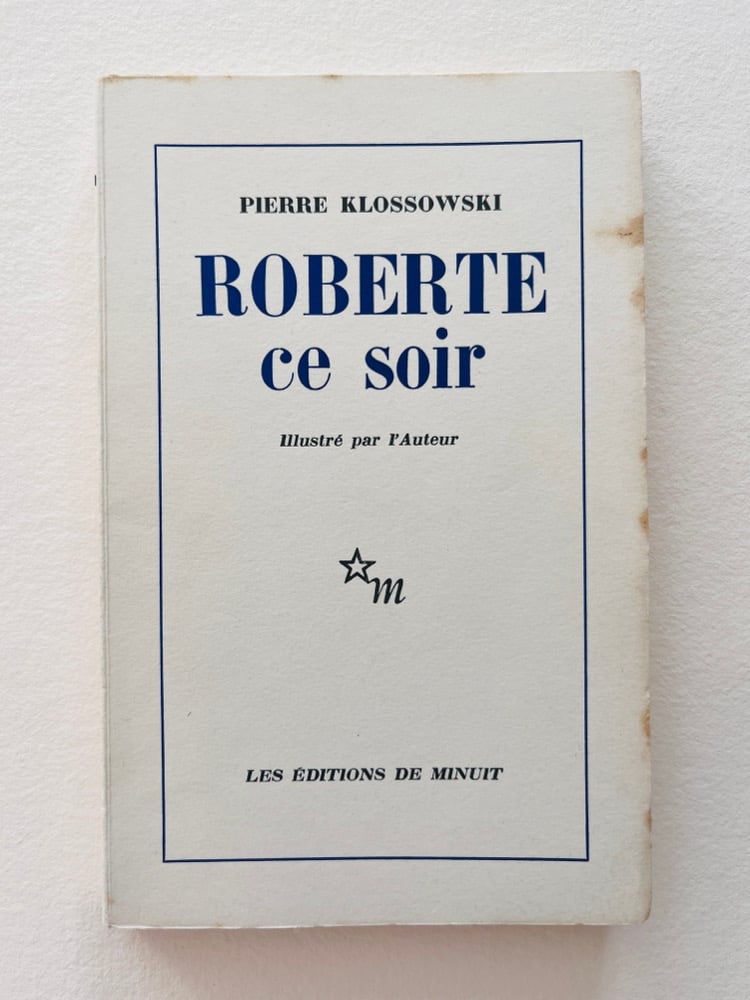 PIERRE KLOSSOWSKI
ROBERTE
ce soir
Illustré par l'Auteur
m
LES ÉDITIONS DE MINUIT